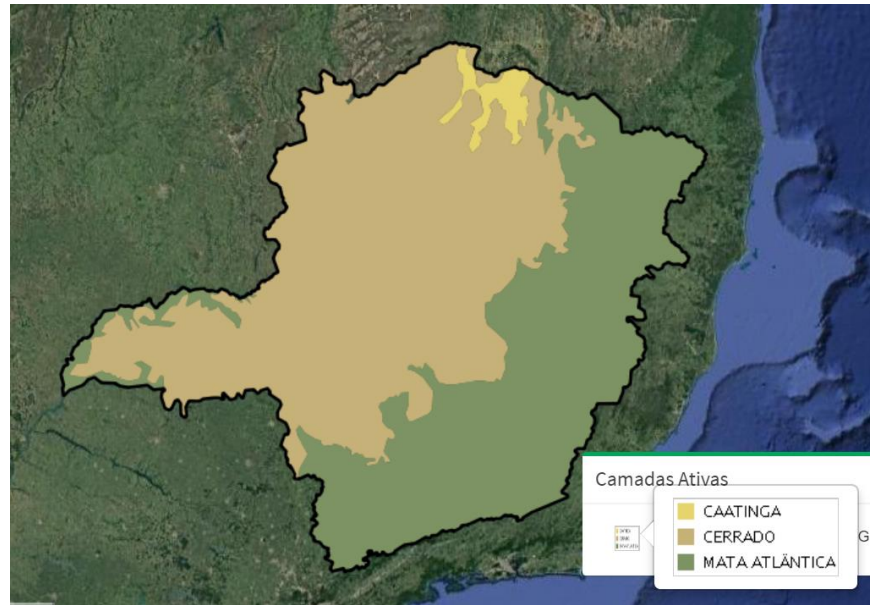 Camadas Ativas
CAATINGA
CERRADO
G
MATA ATLÂNTICA